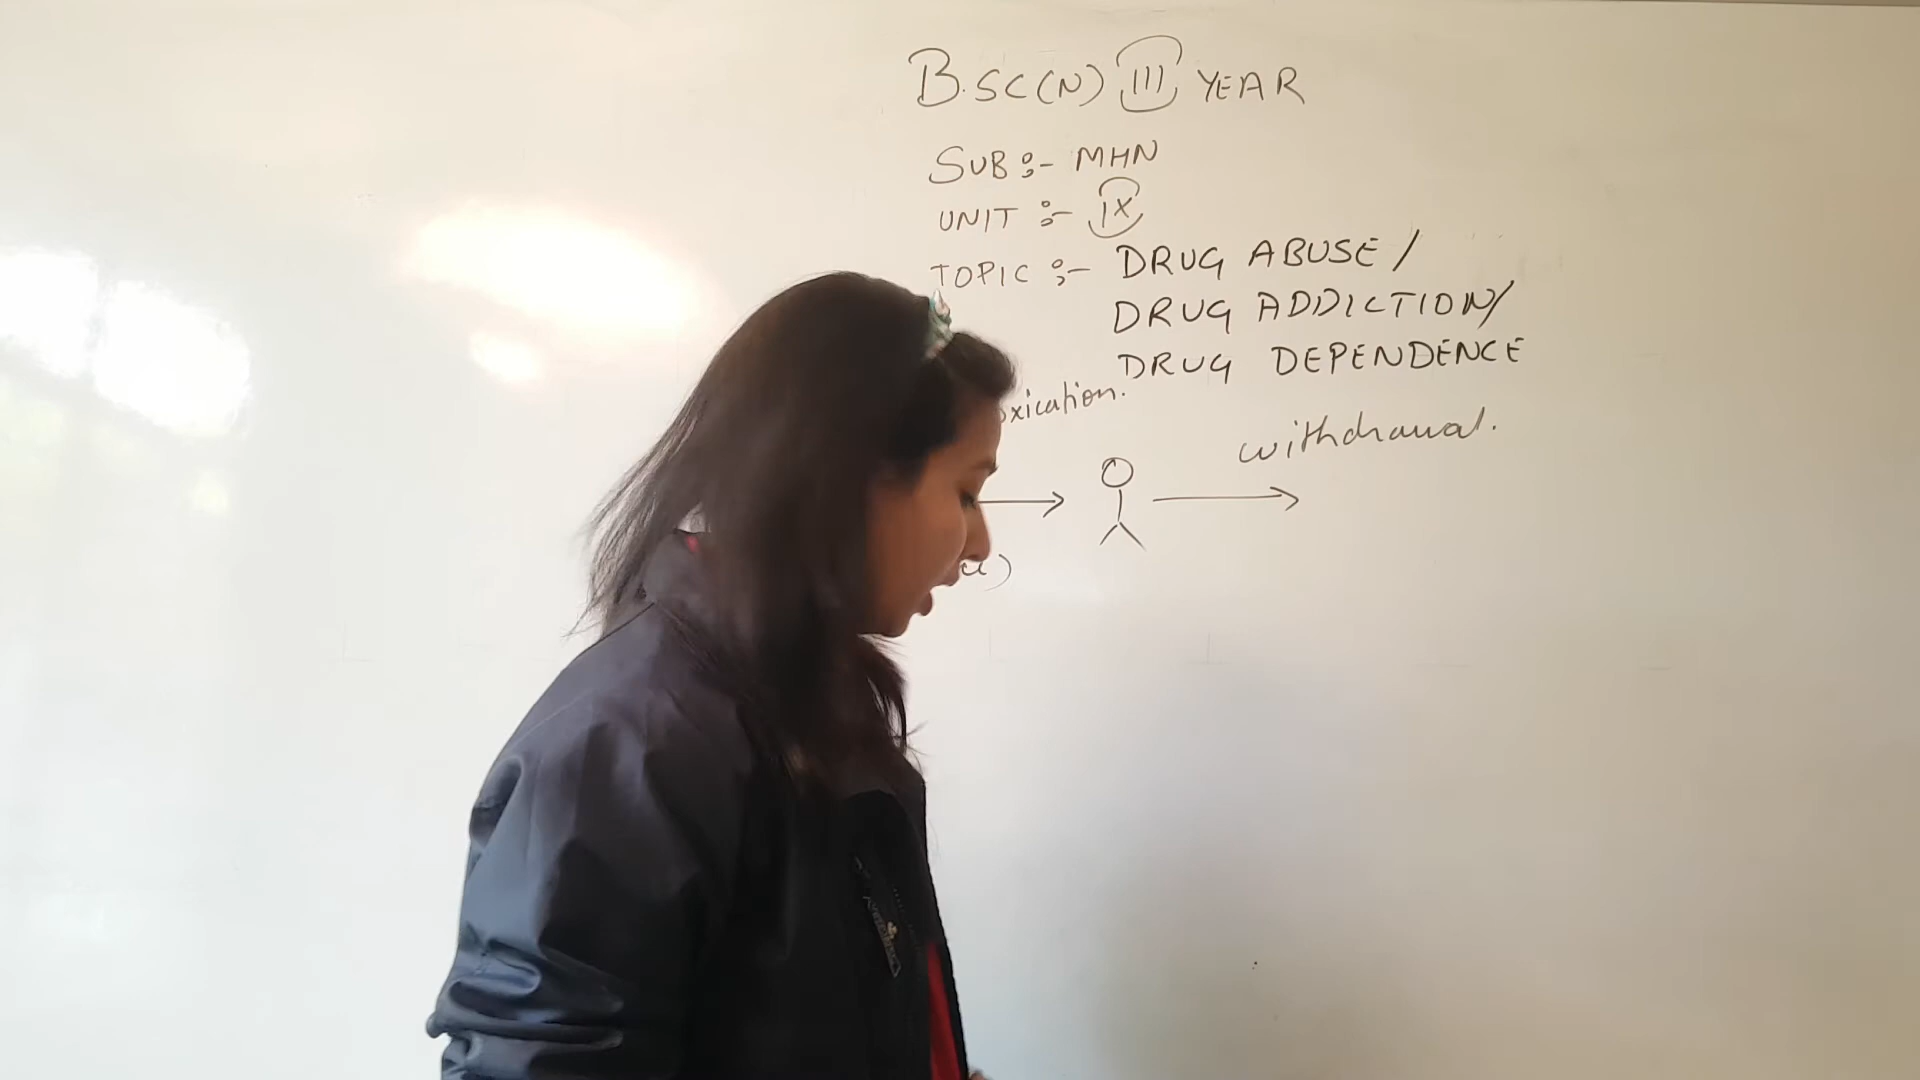 B.SC(N) III YEAR
SUB :- MHN
UNIT :- IX
TOPIC :- DRUG ABUSE /
DRUG ADDICTION/
DRUG DEPENDENCE
withdrawal.